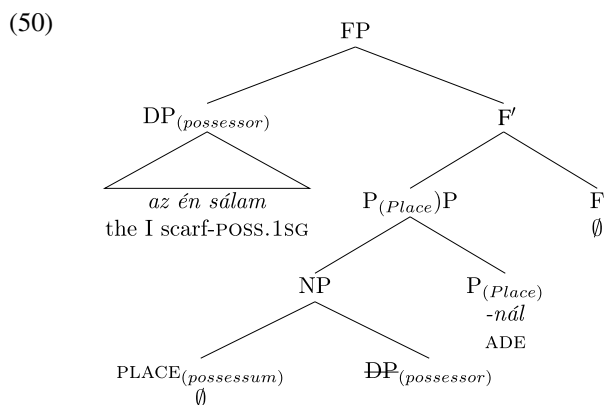 (50)
FP
DP(possessor) F′
az én sálam P(Place)P F
the I scarf-POSS.1SG ∅
NP P(Place)
-nál
ADE
PLACE(possessum) DP(possessor)
∅